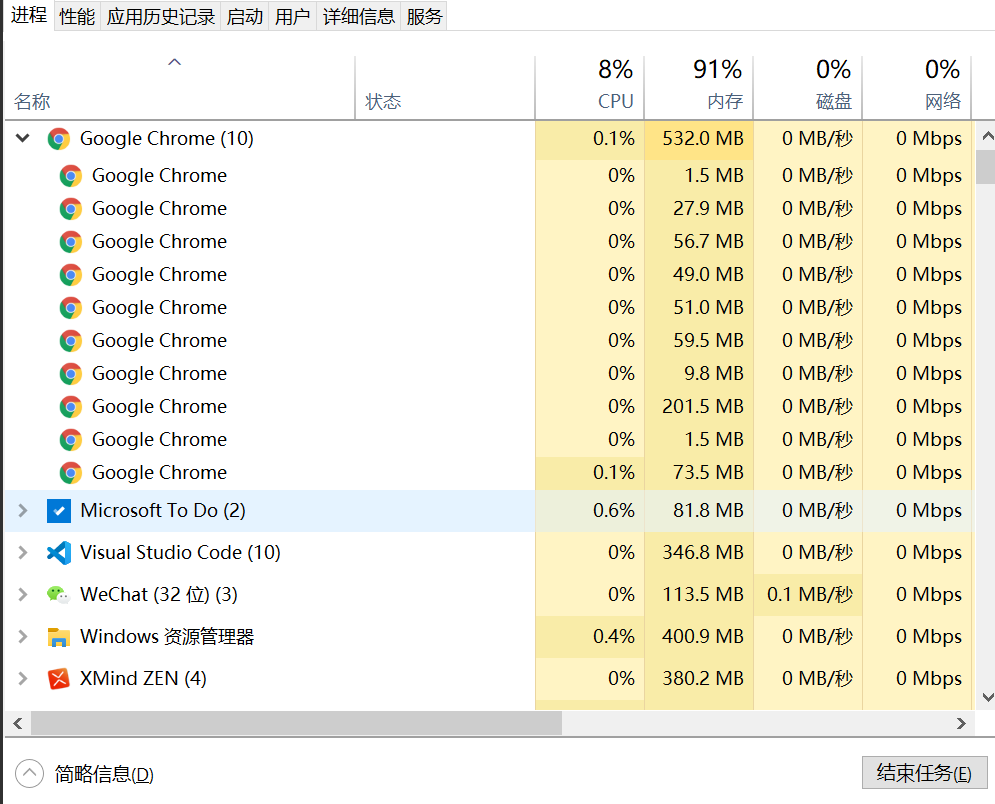 进程 性能 应用历史记录 启动 用户 详细信息 服务
8% 91% 0% 0%
名称 状态 CPU 内存 磁盘 网络
Google Chrome (10) 0.1% 532.0 MB 0 MB/秒 0 Mbps
Google Chrome 0% 1.5 MB 0 MB/秒 0 Mbps
Google Chrome 0% 27.9 MB 0 MB/秒 0 Mbps
Google Chrome 0% 56.7 MB 0 MB/秒 0 Mbps
Google Chrome 0% 49.0 MB 0 MB/秒 0 Mbps
Google Chrome 0% 51.0 MB 0 MB/秒 0 Mbps
Google Chrome 0% 59.5 MB 0 MB/秒 0 Mbps
Google Chrome 0% 9.8 MB 0 MB/秒 0 Mbps
Google Chrome 0% 201.5 MB 0 MB/秒 0 Mbps
Google Chrome 0% 1.5 MB 0 MB/秒 0 Mbps
Google Chrome 0.1% 73.5 MB 0 MB/秒 0 Mbps
Microsoft To Do (2) 0.6% 81.8 MB 0 MB/秒 0 Mbps
Visual Studio Code (10) 0% 346.8 MB 0 MB/秒 0 Mbps
WeChat (32 位) (3) 0% 113.5 MB 0.1 MB/秒 0 Mbps
Windows 资源管理器 0.4% 400.9 MB 0 MB/秒 0 Mbps
XMind ZEN (4) 0% 380.2 MB 0 MB/秒 0 Mbps
简略信息(D) 结束任务(E)